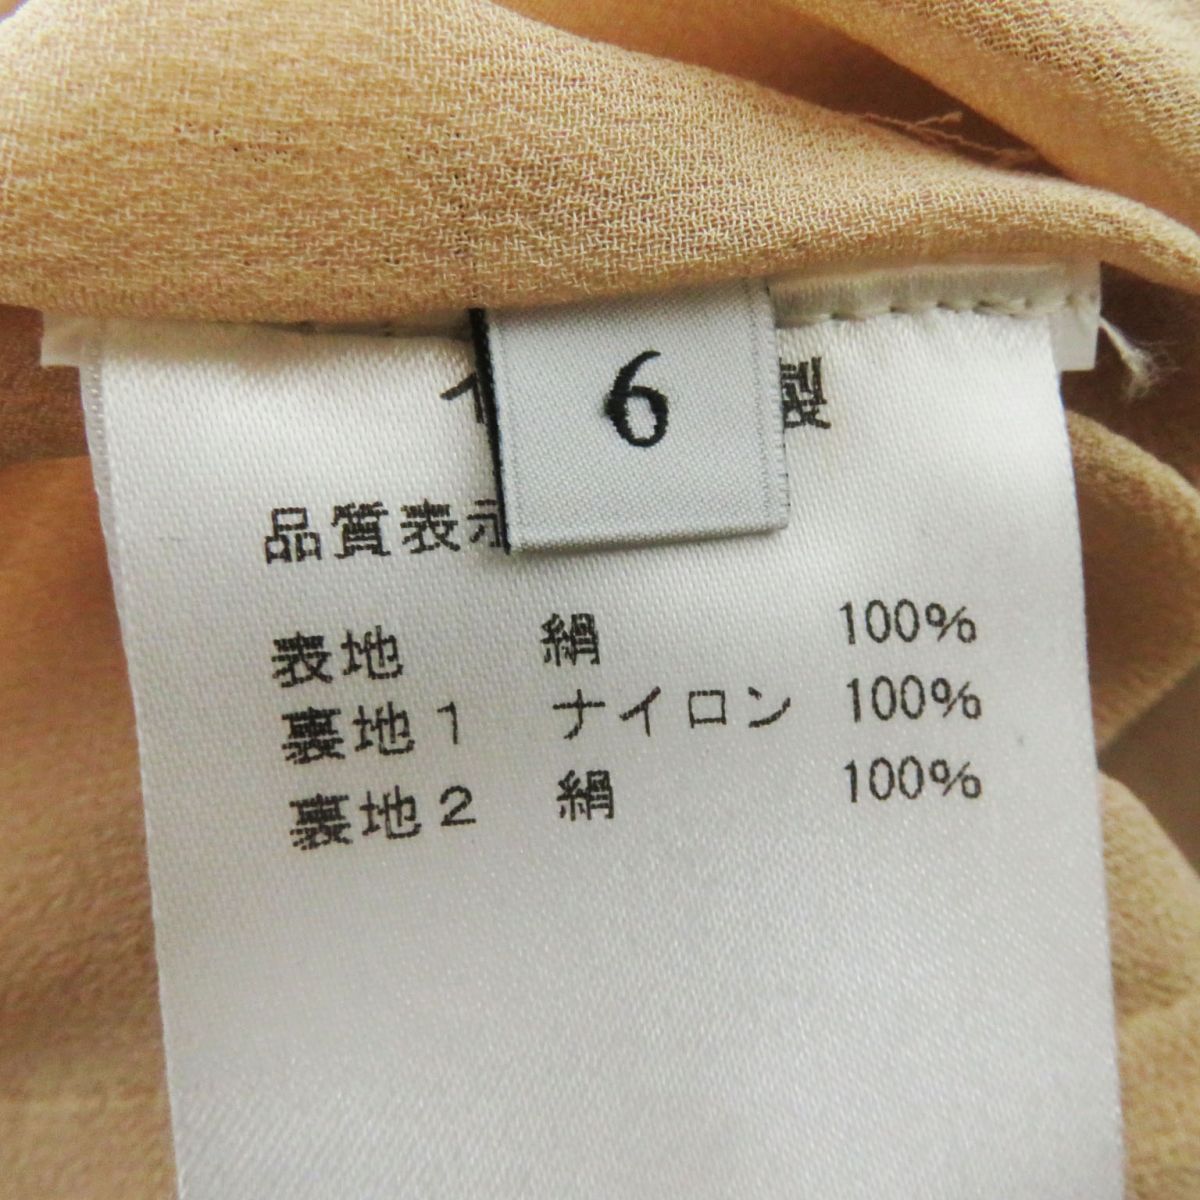 6
製
品質表示
表地 絹 100%
裏地1 ナイロン 100%
裏地2 絹 100%